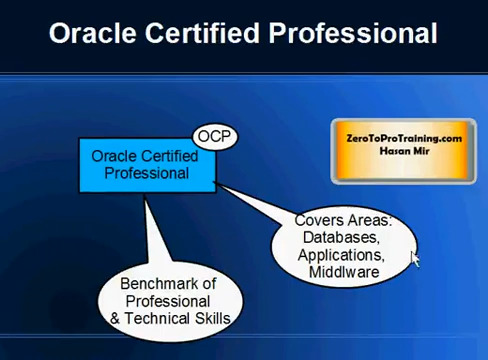 Oracle Certified Professional
OCP
Oracle Certified
Professional
ZeroToProTraining.com
Hasan Mir
Covers Areas:
Databases,
Applications,
Middlware
Benchmark of
Professional
& Technical Skills